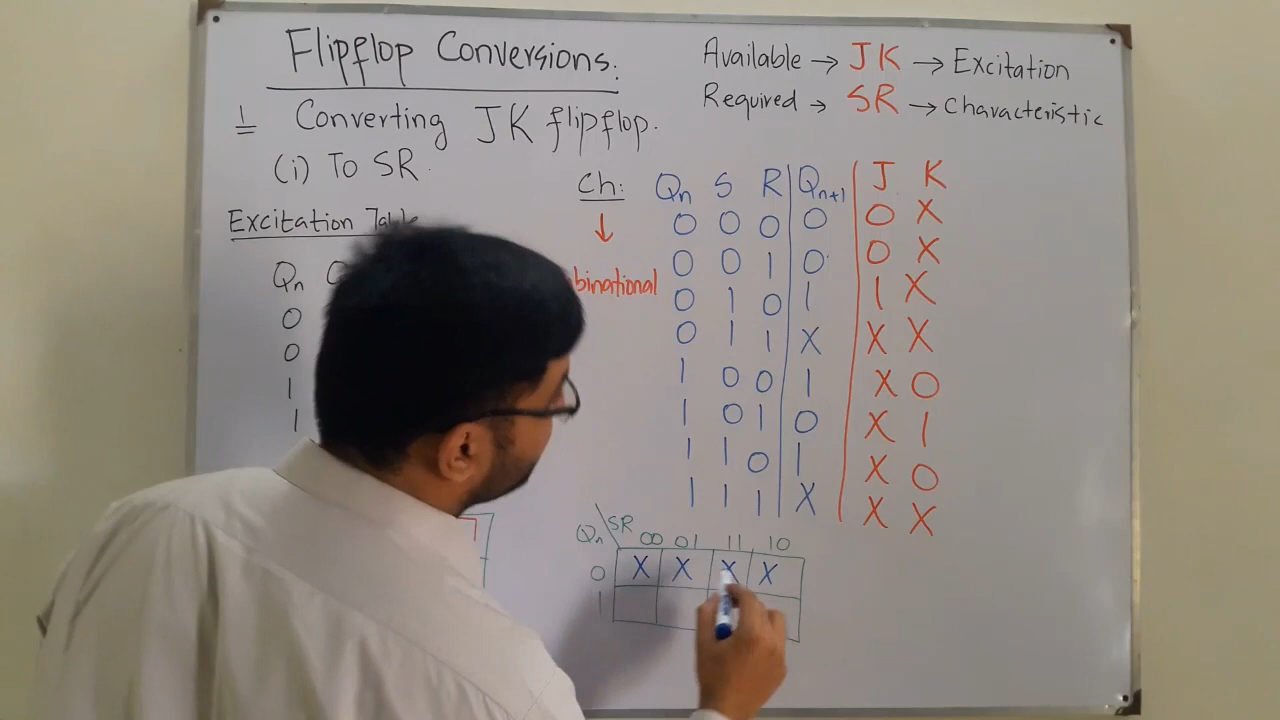 Flipflop Conversions.
1 Converting JK flipflop.
(i) To SR
Available → JK → Excitation
Required → SR → Characteristic
Excitation
Qn
0
0
1
1
Ch:
↓
binational
Qn S R Qn+1 J K
0 0 0 0 0 X
0 0 1 0 0 X
0 1 0 1 1 X
0 1 1 X X X
1 0 0 1 X 0
1 0 1 0 X 1
1 1 0 1 X 0
1 1 1 X X X
Qn \ SR 00 01 11 10
0 X X X X
1